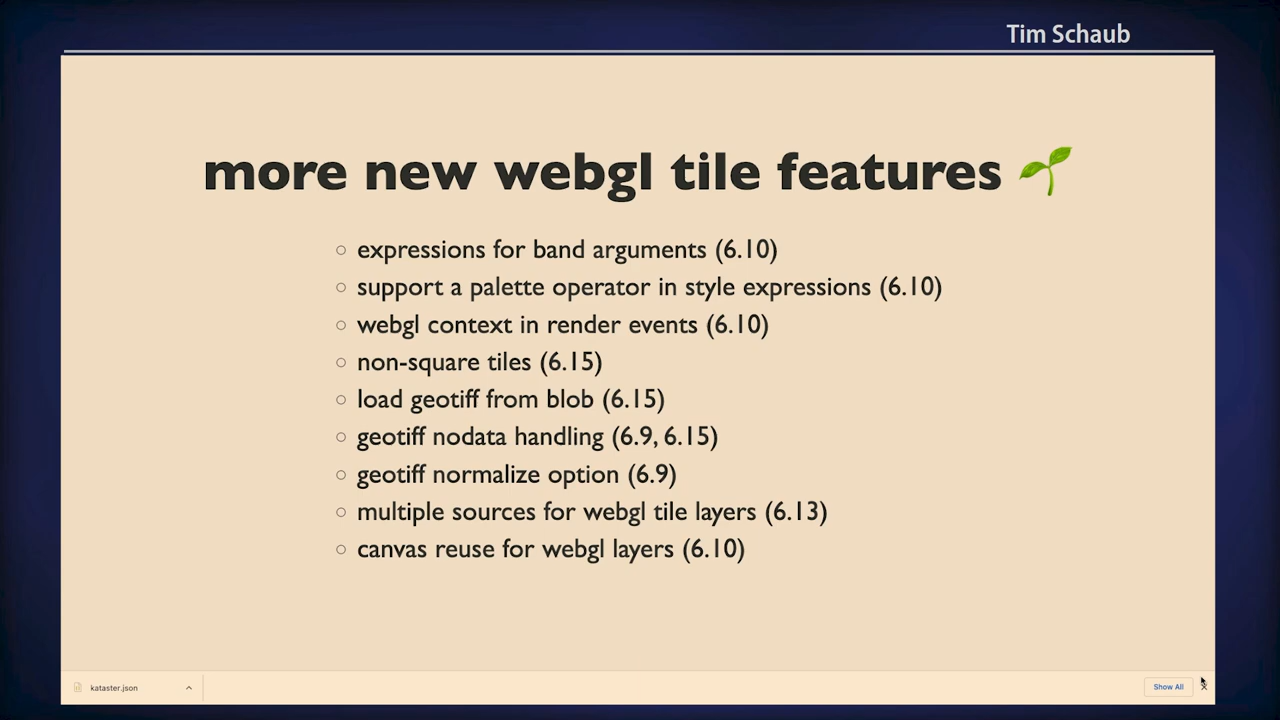 Tim Schaub
more new webgl tile features 🌱
○ expressions for band arguments (6.10)
○ support a palette operator in style expressions (6.10)
○ webgl context in render events (6.10)
○ non-square tiles (6.15)
○ load geotiff from blob (6.15)
○ geotiff nodata handling (6.9, 6.15)
○ geotiff normalize option (6.9)
○ multiple sources for webgl tile layers (6.13)
○ canvas reuse for webgl layers (6.10)
kataster.json
Show All